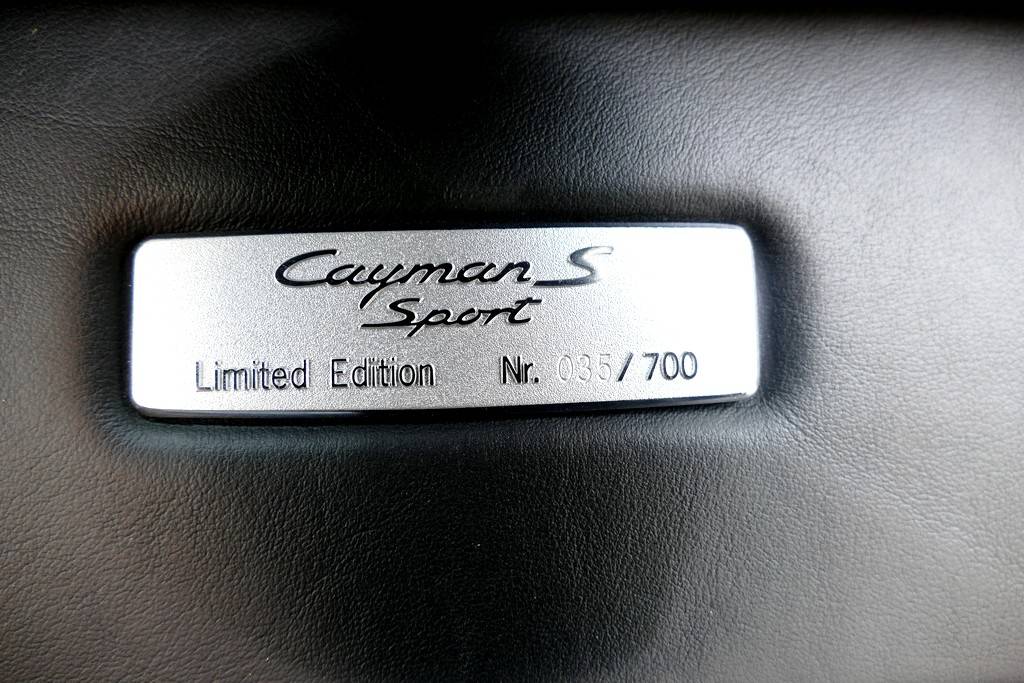 Cayman S
Sport
Limited Edition Nr. 035/700